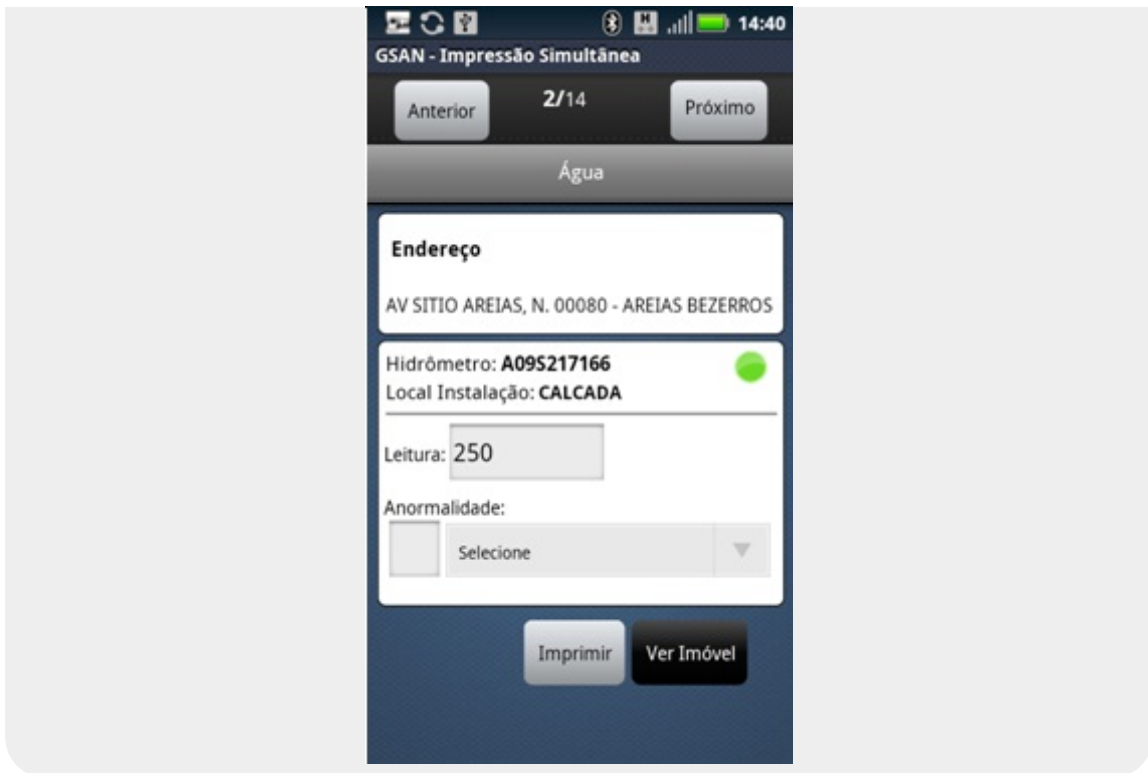 14:40
GSAN - Impressão Simultânea
Anterior 2/14 Próximo
Água
Endereço
AV SITIO AREIAS, N. 00080 - AREIAS BEZERROS
Hidrômetro: A09S217166
Local Instalação: CALCADA
Leitura: 250
Anormalidade:
Selecione
Imprimir Ver Imóvel